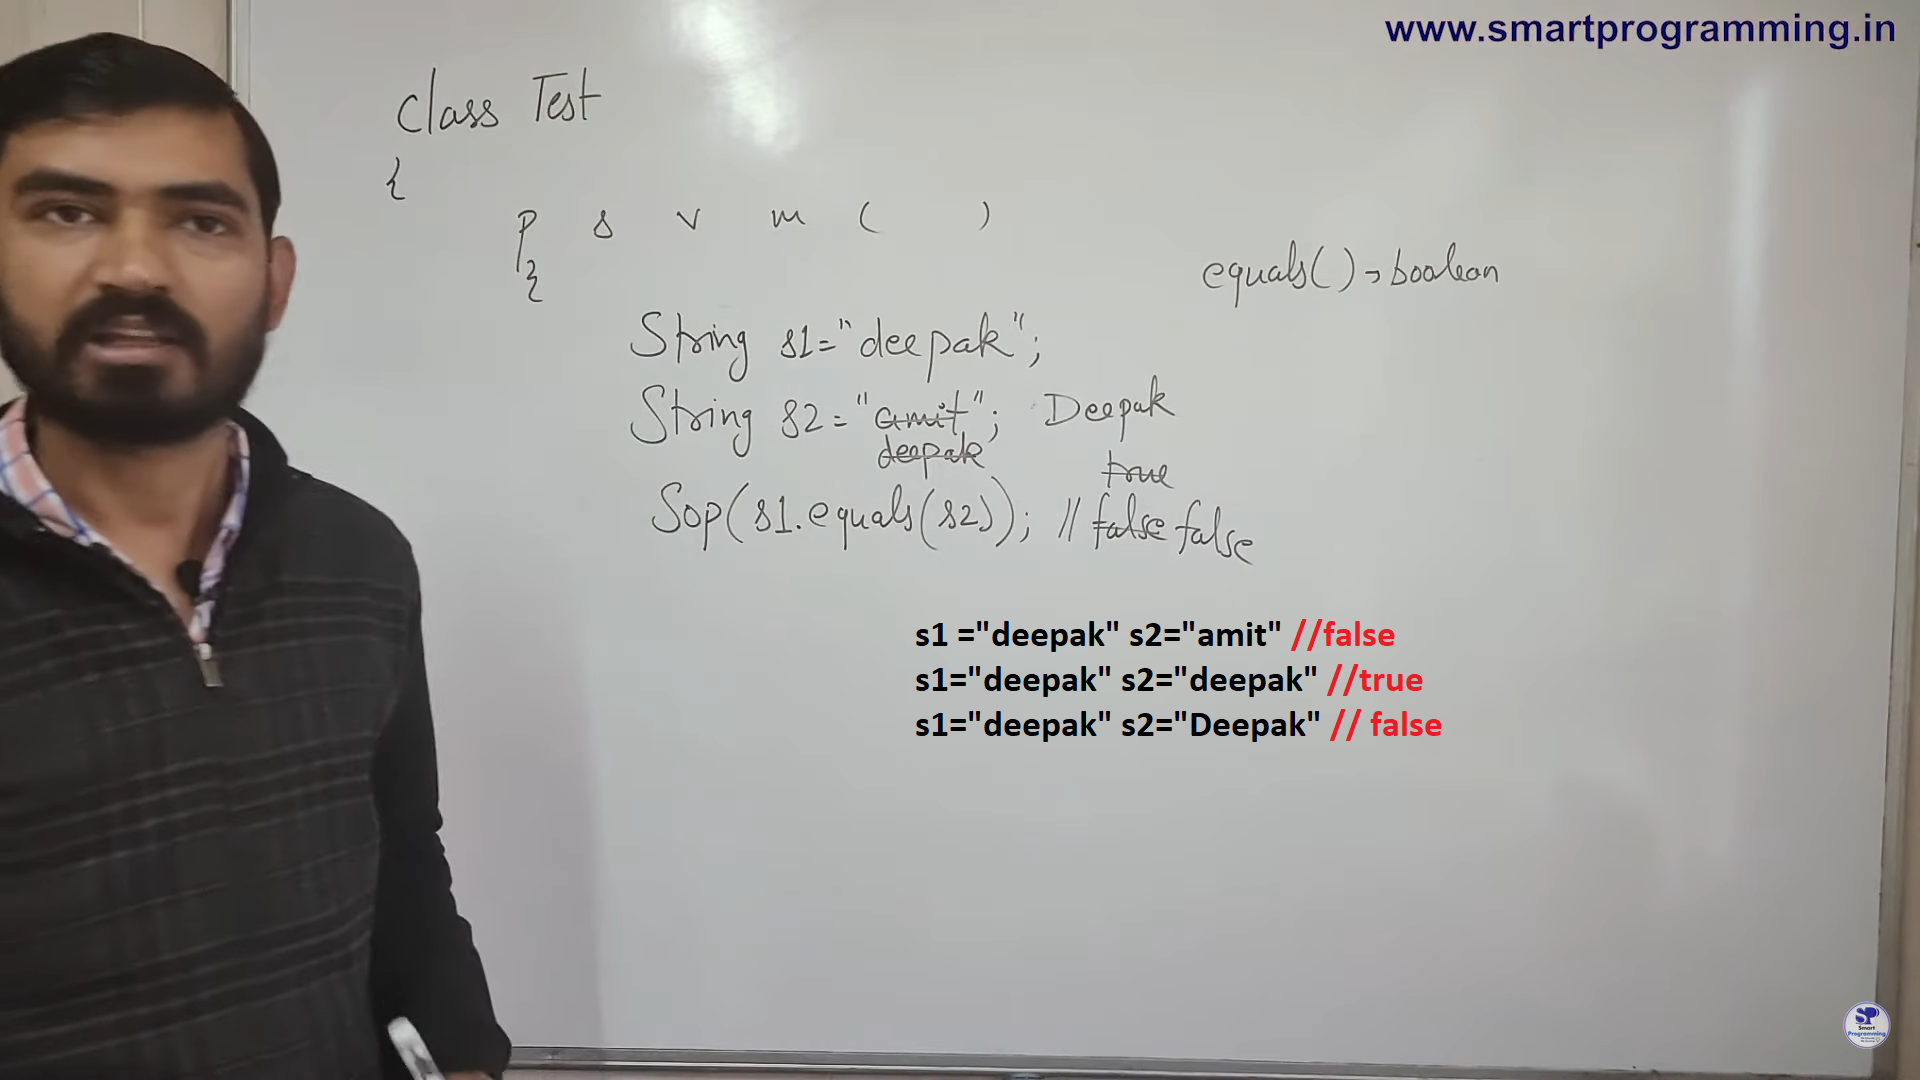 www.smartprogramming.in
class Test
{
p s v m ( )
{
equals() → boolean
String s1="deepak";
String s2="amit"; Deepak
deepak
true
Sop(s1.equals(s2)); // false false
s1 ="deepak" s2="amit" //false
s1="deepak" s2="deepak" //true
s1="deepak" s2="Deepak" // false
SP
Smart
Programming